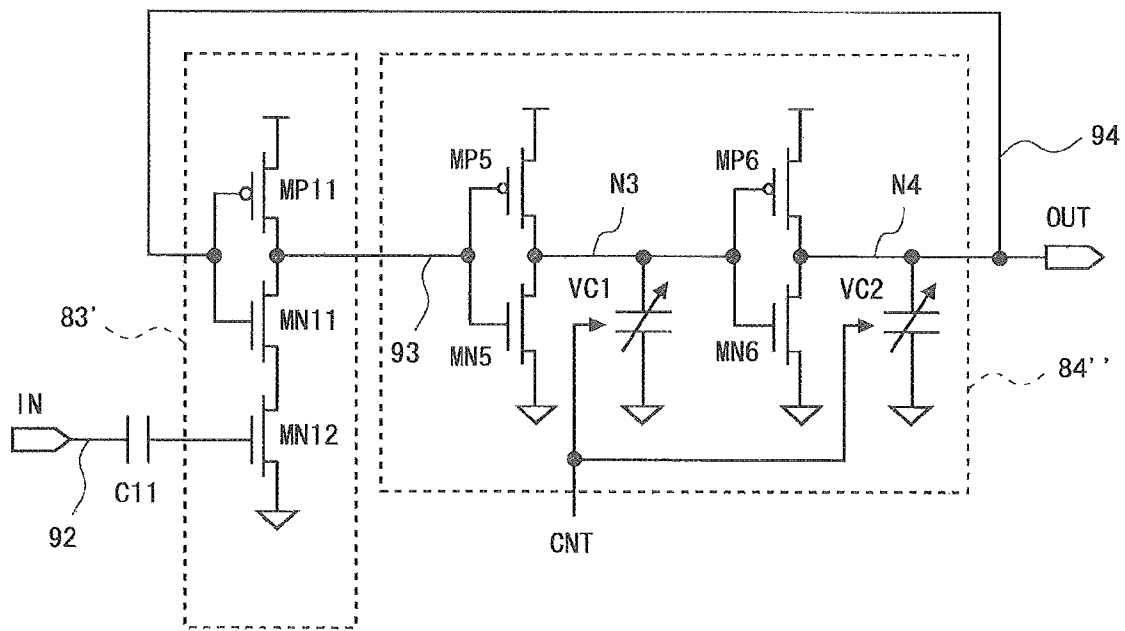 94
MP5
MP6
MP11
N3
N4
OUT
VC1
VC2
83'
MN11
93
MN5
MN6
84''
IN
MN12
C11
92
CNT